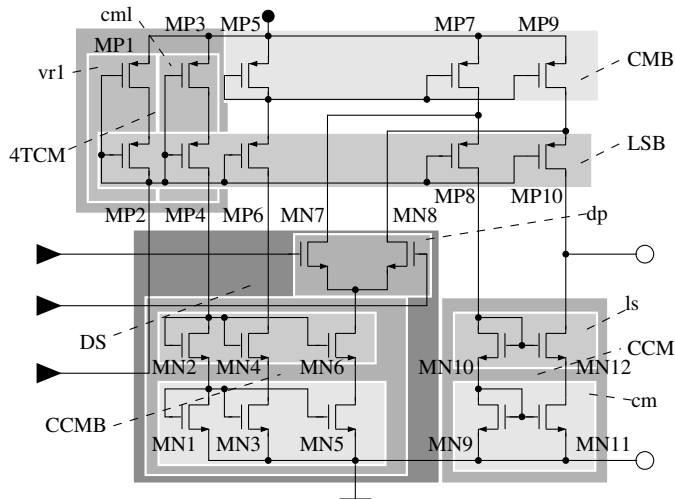 cml
MP3
MP5
MP7
MP9
MP1
vr1
CMB
4TCM
LSB
MP2
MP4
MP6
MN7
MN8
MP8
MP10
dp
DS
ls
MN2
MN4
MN6
MN10
MN12
CCM
CCMB
cm
MN1
MN3
MN5
MN9
MN11